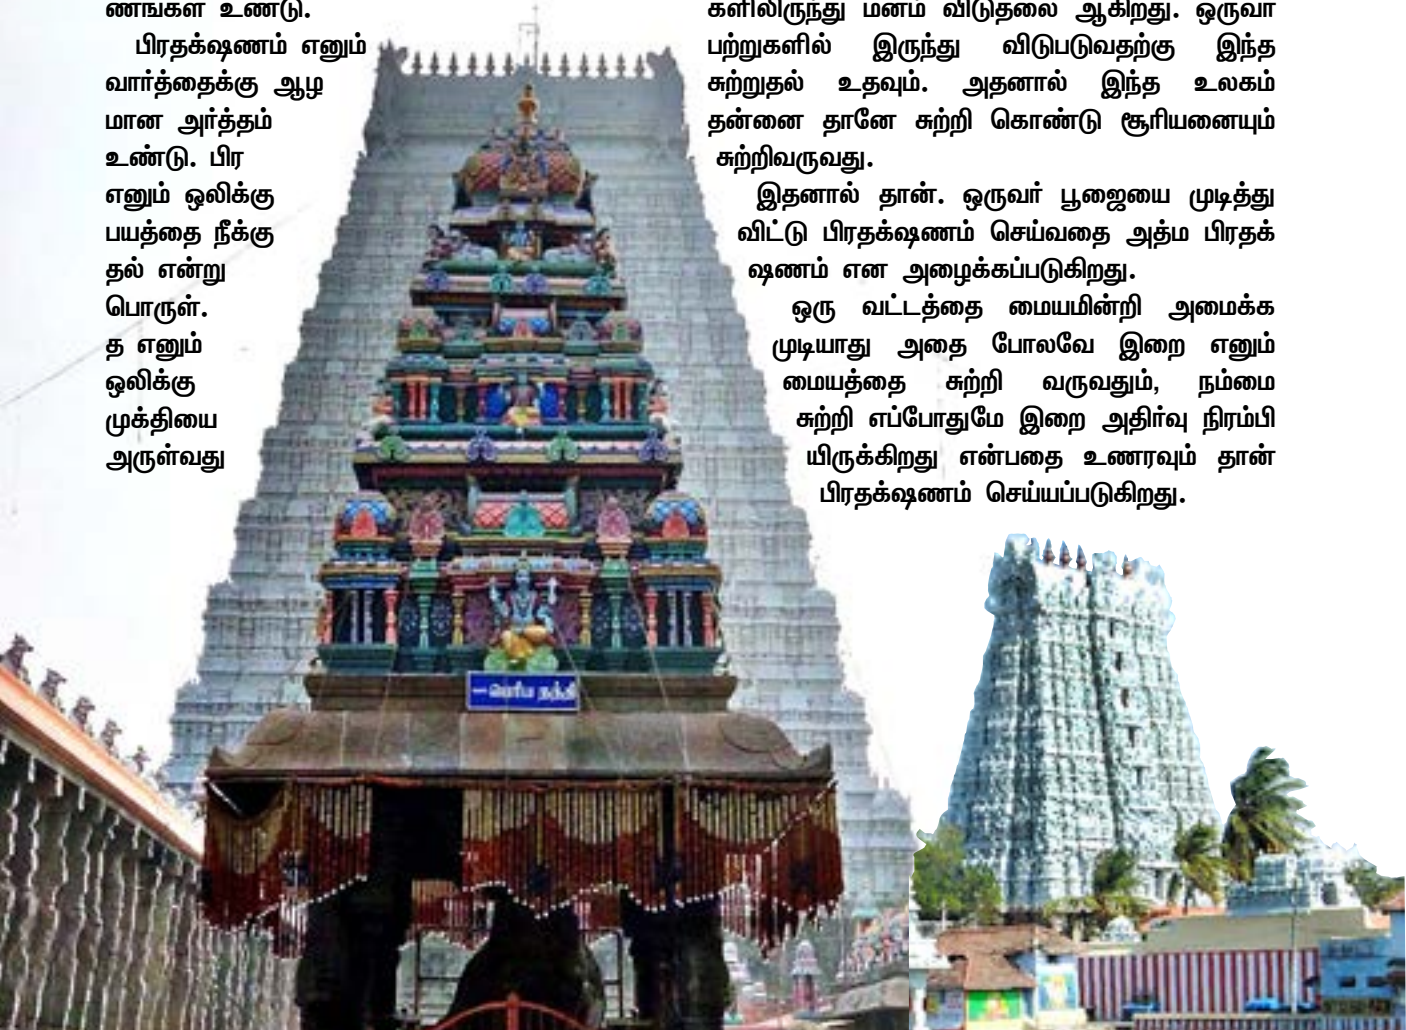 ணங்கள் உண்டு.
பிரதக்ஷணம் எனும்
வார்த்தைக்கு ஆழ
மான அர்த்தம்
உண்டு. பிர
எனும் ஒலிக்கு
பயத்தை நீக்கு
தல் என்று
பொருள்.
த எனும்
ஒலிக்கு
முக்தியை
அருள்வது
களிலிருந்து மனம் விடுதலை ஆகிறது. ஒருவர்
பற்றுகளில் இருந்து விடுபடுவதற்கு இந்த
சுற்றுதல் உதவும். அதனால் இந்த உலகம்
தன்னை தானே சுற்றி கொண்டு சூரியனையும்
சுற்றிவருவது.
இதனால் தான். ஒருவர் பூஜையை முடித்து
விட்டு பிரதக்ஷணம் செய்வதை அத்ம பிரதக்
ஷணம் என அழைக்கப்படுகிறது.
ஒரு வட்டத்தை மையமின்றி அமைக்க
முடியாது அதை போலவே இறை எனும்
மையத்தை சுற்றி வருவதும், நம்மை
சுற்றி எப்போதுமே இறை அதிர்வு நிரம்பி
யிருக்கிறது என்பதை உணரவும் தான்
பிரதக்ஷணம் செய்யப்படுகிறது.
பெரிய நந்தி